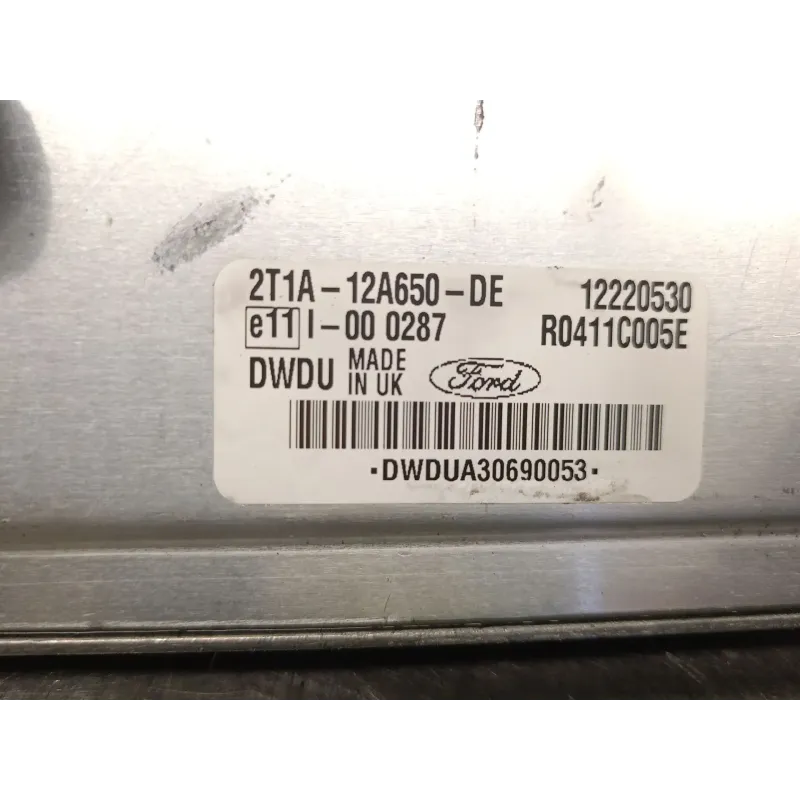 2T1A-12A650-DE 12220530
e11 I-00 0287 R0411C005E
DWDU MADE IN UK Ford
·DWDUA30690053·